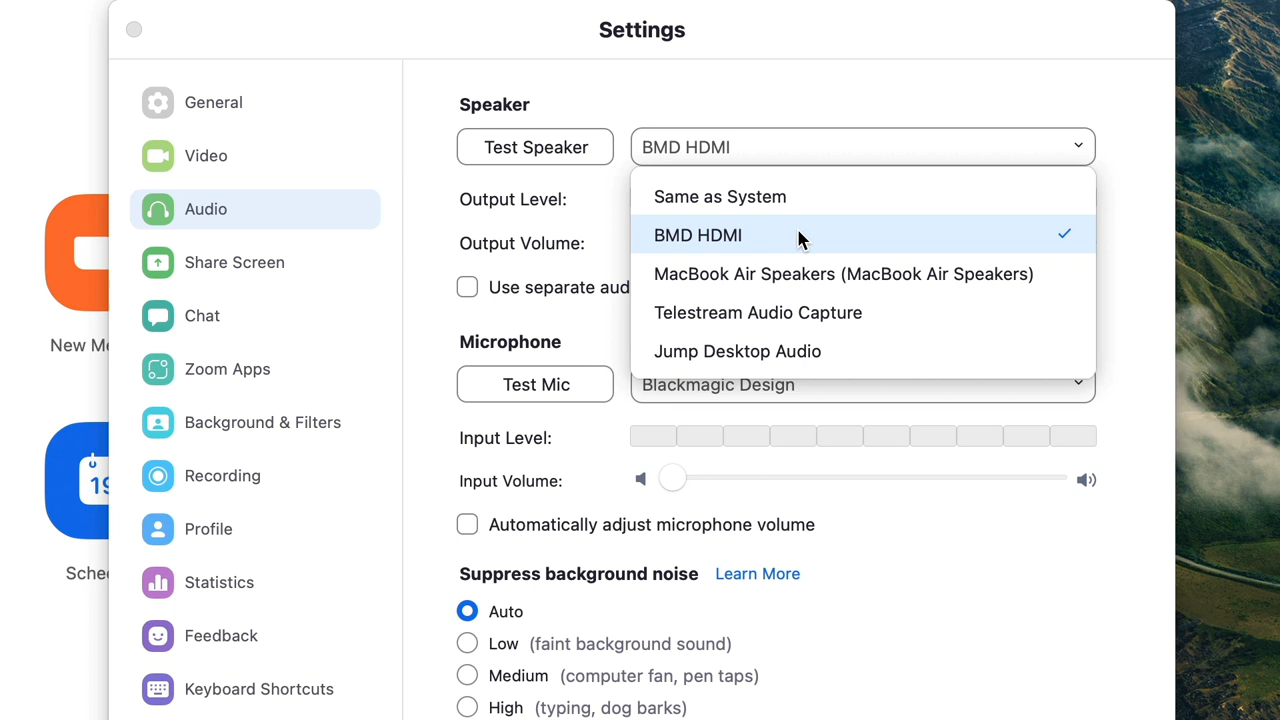 Settings
General
Video
Audio
Share Screen
Chat
Zoom Apps
Background & Filters
Recording
Profile
Statistics
Feedback
Keyboard Shortcuts
Speaker
Test Speaker
BMD HDMI
Same as System
BMD HDMI
MacBook Air Speakers (MacBook Air Speakers)
Telestream Audio Capture
Jump Desktop Audio
Output Level:
Output Volume:
Use separate aud
Microphone
Test Mic
Blackmagic Design
Input Level:
Input Volume:
Automatically adjust microphone volume
Suppress background noise Learn More
Auto
Low (faint background sound)
Medium (computer fan, pen taps)
High (typing, dog barks)
New Me
19
Sche